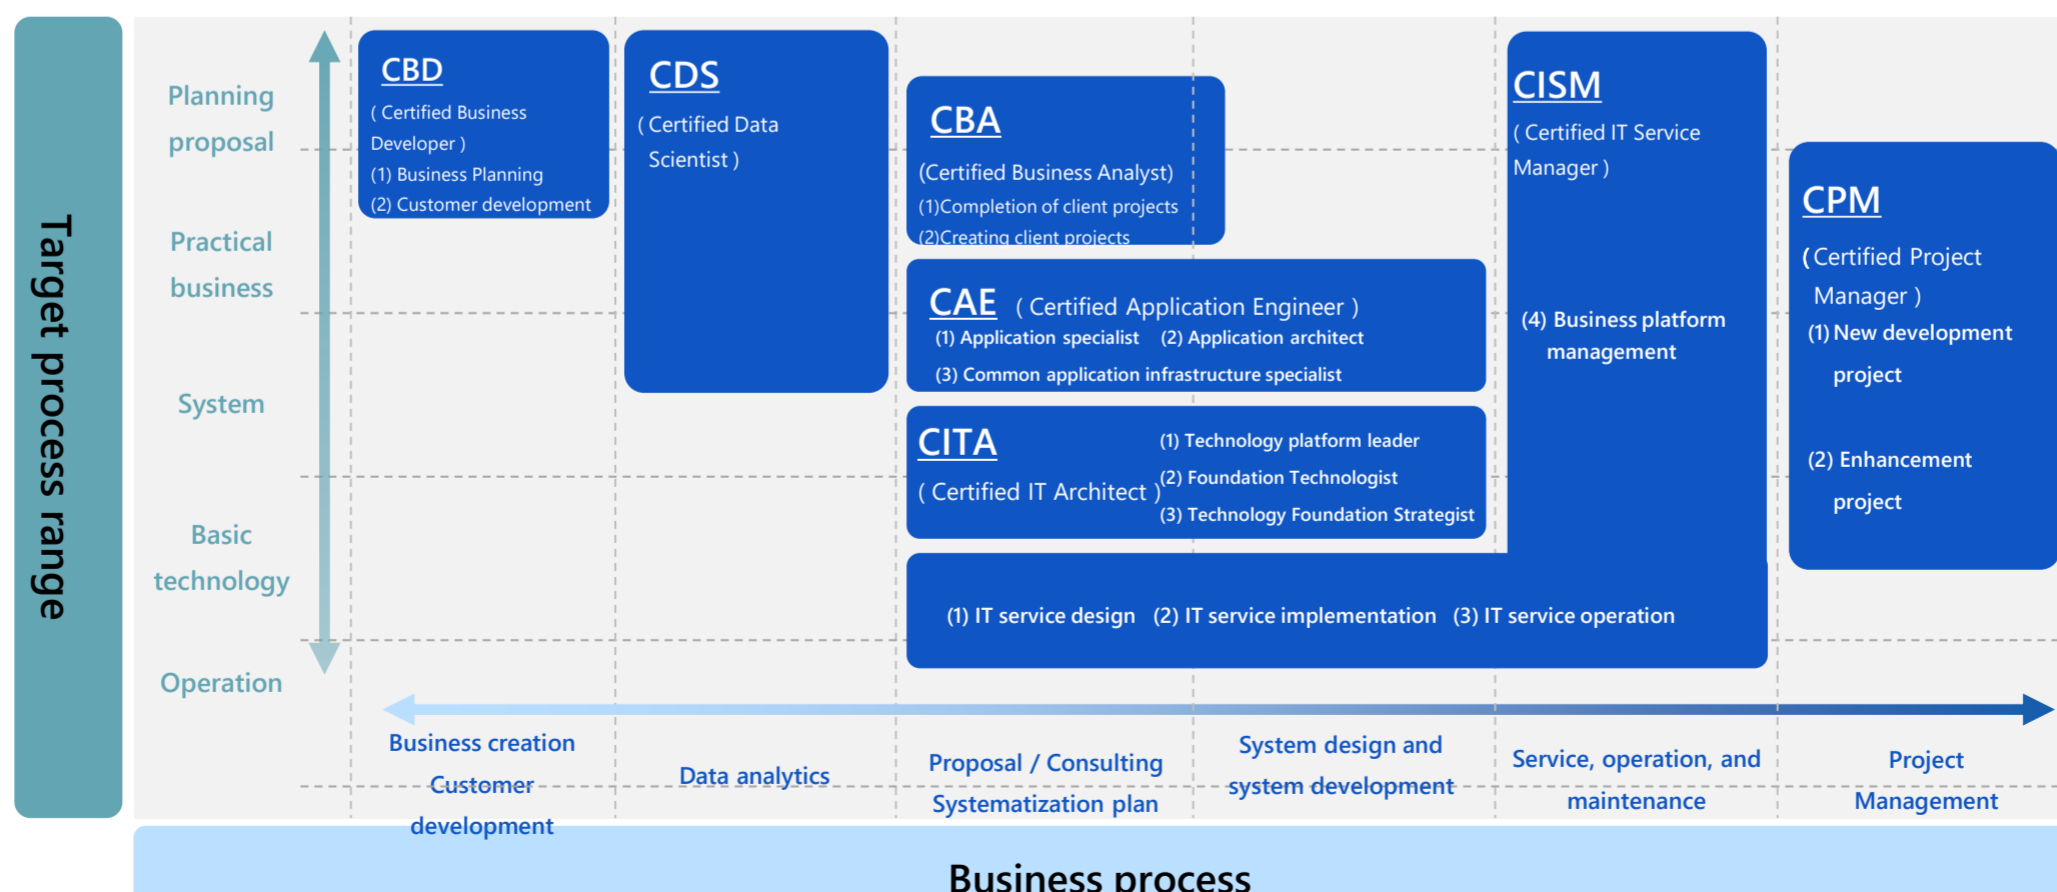 Target process range
Planning
proposal
Practical
business
System
Basic
technology
Operation
CBD
( Certified Business
Developer )
(1) Business Planning
(2) Customer development
CDS
( Certified Data
Scientist )
CBA
(Certified Business Analyst)
(1)Completion of client projects
(2)Creating client projects
CAE ( Certified Application Engineer )
(1) Application specialist (2) Application architect
(3) Common application infrastructure specialist
CITA
( Certified IT Architect )
(1) Technology platform leader
(2) Foundation Technologist
(3) Technology Foundation Strategist
CISM
( Certified IT Service
Manager )
(4) Business platform
management
(1) IT service design (2) IT service implementation (3) IT service operation
CPM
( Certified Project
Manager )
(1) New development
project
(2) Enhancement
project
Business creation
Customer
development
Data analytics
Proposal / Consulting
Systematization plan
System design and
system development
Service, operation, and
maintenance
Project
Management
Business process